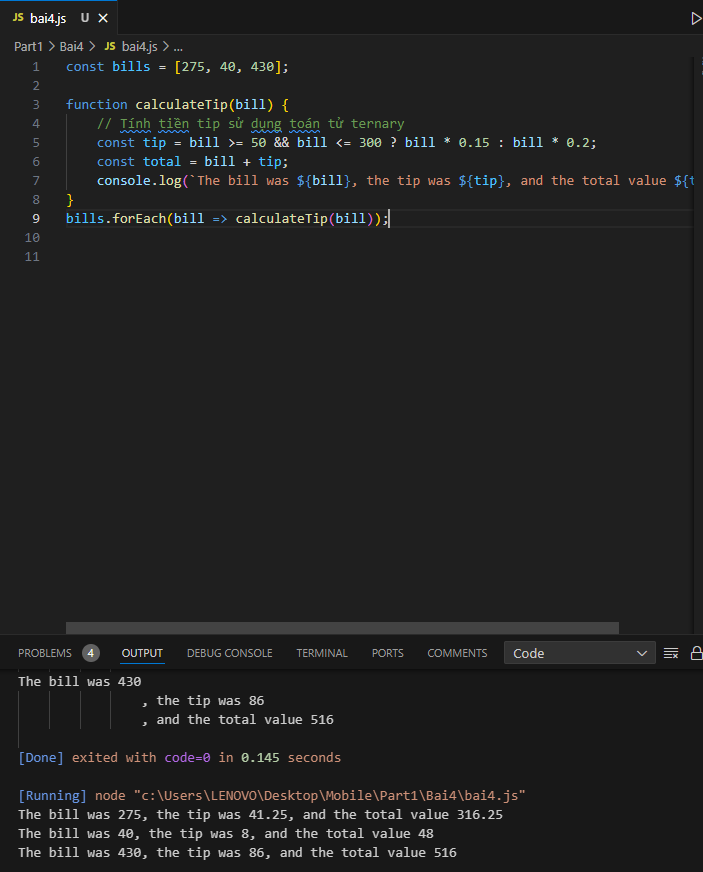 JS bai4.js U
Part1 > Bai4 > JS bai4.js > ...
1 const bills = [275, 40, 430];
2
3 function calculateTip(bill) {
4 // Tính tiền tip sử dụng toán tử ternary
5 const tip = bill >= 50 && bill <= 300 ? bill * 0.15 : bill * 0.2;
6 const total = bill + tip;
7 console.log(`The bill was ${bill}, the tip was ${tip}, and the total value ${t
8 }
9 bills.forEach(bill => calculateTip(bill));
10
11
PROBLEMS 4 OUTPUT DEBUG CONSOLE TERMINAL PORTS COMMENTS Code
The bill was 430
, the tip was 86
, and the total value 516
[Done] exited with code=0 in 0.145 seconds
[Running] node "c:\Users\LENOVO\Desktop\Mobile\Part1\Bai4\bai4.js"
The bill was 275, the tip was 41.25, and the total value 316.25
The bill was 40, the tip was 8, and the total value 48
The bill was 430, the tip was 86, and the total value 516